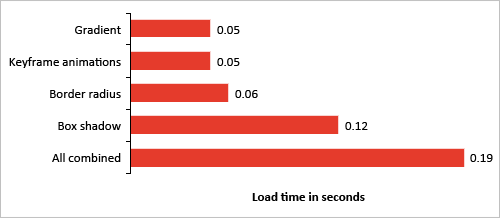 Gradient 0.05
Keyframe animations 0.05
Border radius 0.06
Box shadow 0.12
All combined 0.19
Load time in seconds